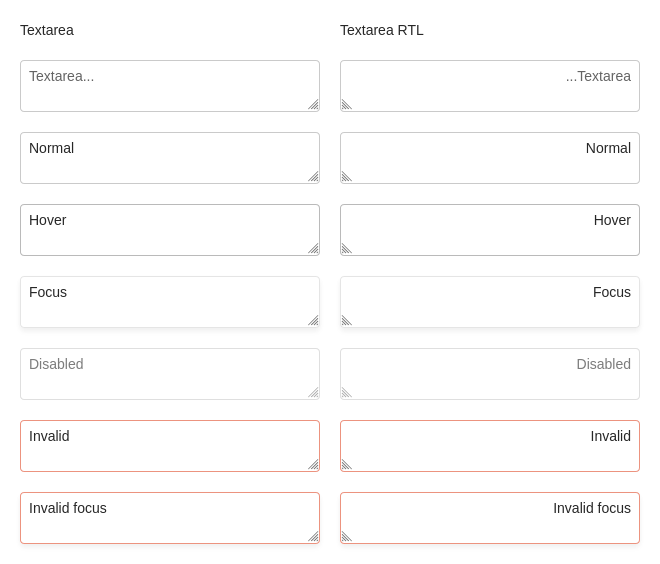 Textarea
Textarea RTL
Textarea...
...Textarea
Normal
Normal
Hover
Hover
Focus
Focus
Disabled
Disabled
Invalid
Invalid
Invalid focus
Invalid focus